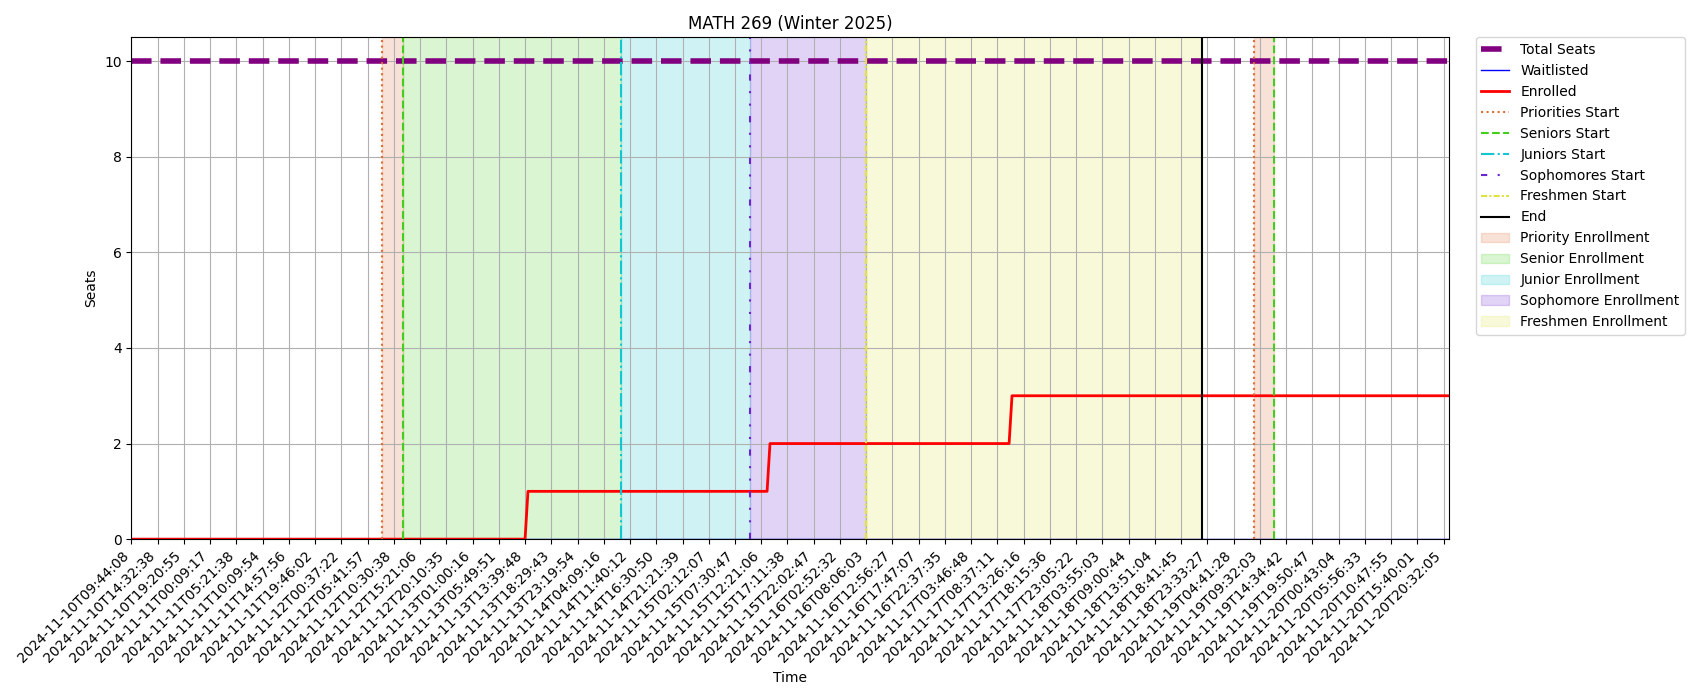 MATH 269 (Winter 2025)
Total Seats
Waitlisted
Enrolled
Priorities Start
Seniors Start
Juniors Start
Sophomores Start
Freshmen Start
End
Priority Enrollment
Senior Enrollment
Junior Enrollment
Sophomore Enrollment
Freshmen Enrollment
Seats
10
8
6
4
2
0
2024-11-10T09:44:08
2024-11-10T14:32:38
2024-11-10T19:20:55
2024-11-11T00:09:17
2024-11-11T05:21:38
2024-11-11T10:09:54
2024-11-11T14:57:56
2024-11-11T19:46:02
2024-11-12T00:37:22
2024-11-12T05:41:57
2024-11-12T10:30:38
2024-11-12T15:21:06
2024-11-12T20:10:35
2024-11-13T01:00:16
2024-11-13T05:49:51
2024-11-13T13:39:48
2024-11-13T18:29:43
2024-11-13T23:19:54
2024-11-14T04:09:16
2024-11-14T11:40:12
2024-11-14T16:30:50
2024-11-14T21:21:39
2024-11-15T02:12:07
2024-11-15T07:30:47
2024-11-15T12:21:06
2024-11-15T17:11:38
2024-11-15T22:02:47
2024-11-16T02:52:32
2024-11-16T08:06:03
2024-11-16T12:56:27
2024-11-16T17:47:07
2024-11-16T22:37:35
2024-11-17T03:46:48
2024-11-17T08:37:11
2024-11-17T13:26:16
2024-11-17T18:15:36
2024-11-17T23:05:22
2024-11-18T03:55:03
2024-11-18T09:00:44
2024-11-18T13:51:04
2024-11-18T18:41:45
2024-11-18T23:33:27
2024-11-19T04:41:28
2024-11-19T09:32:03
2024-11-19T14:34:42
2024-11-19T19:50:47
2024-11-20T00:43:04
2024-11-20T05:56:33
2024-11-20T10:47:55
2024-11-20T15:40:01
2024-11-20T20:32:05
Time